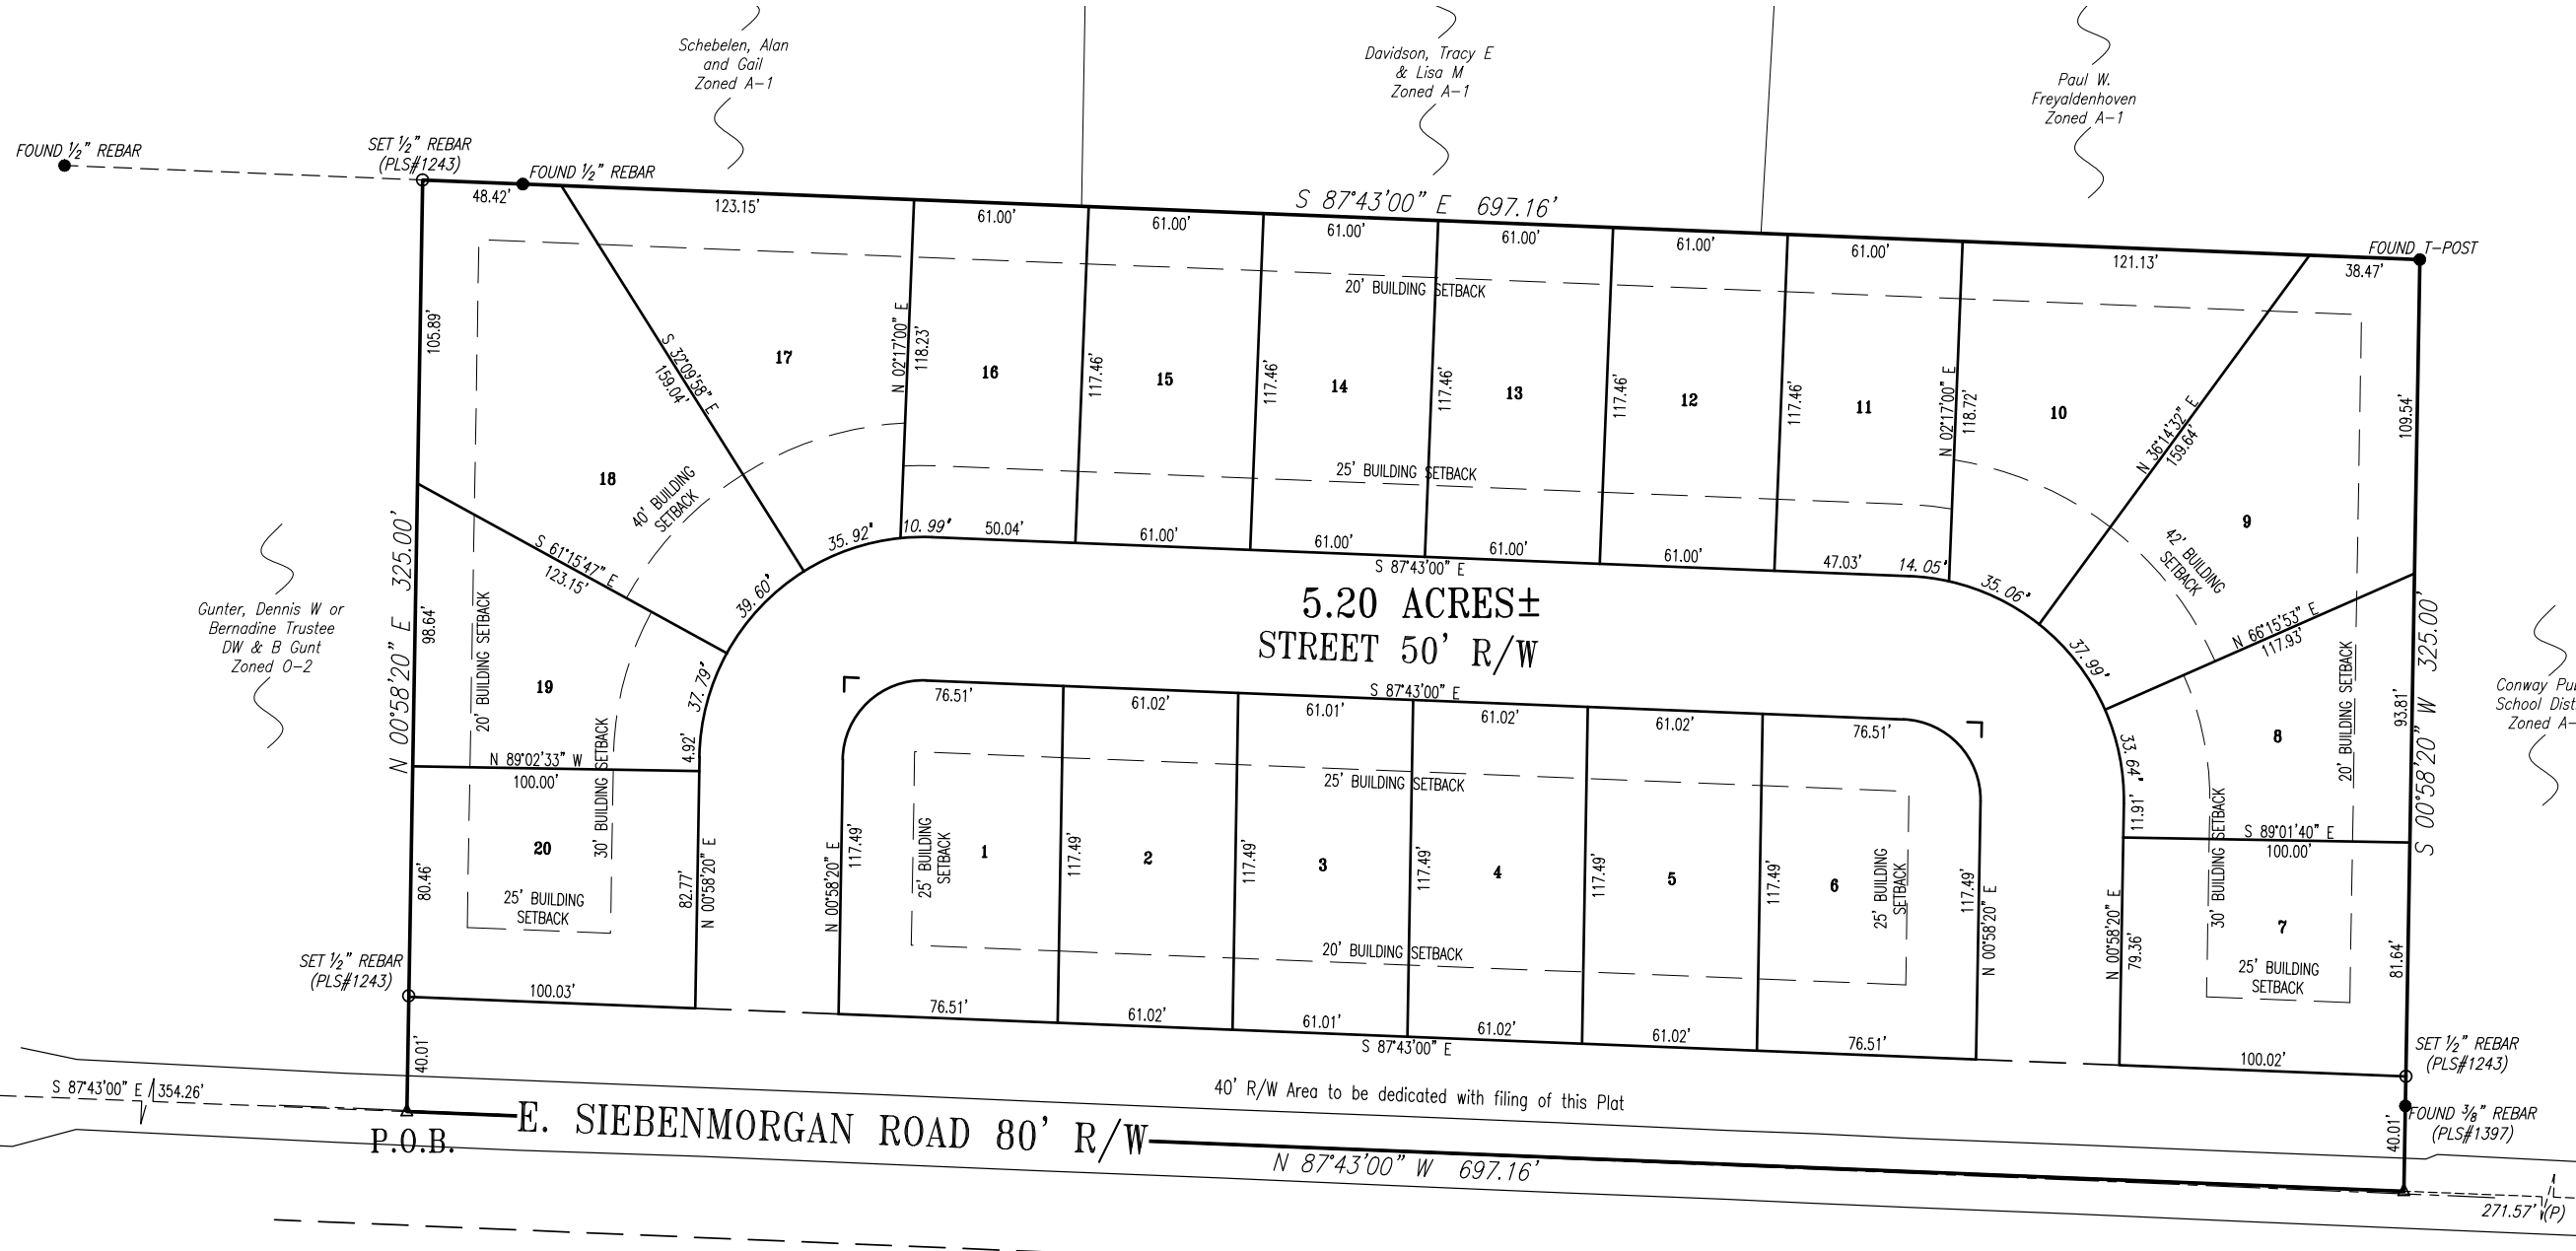 Schebelen, Alan
and Gail
Zoned A-1
Davidson, Tracy E
& Lisa M
Zoned A-1
Paul W.
Freyaldenhoven
Zoned A-1
FOUND ½" REBAR
SET ½" REBAR
(PLS#1243)
FOUND ½" REBAR
S 87°43'00" E 697.16'
FOUND T-POST
48.42'
123.15'
61.00'
61.00'
61.00'
61.00'
61.00'
61.00'
121.13'
38.47'
20' BUILDING SETBACK
105.89'
S 32°09'58" E
159.04'
17
N 02°17'00" E
118.23'
16
117.46'
15
117.46'
14
117.46'
13
117.46'
12
117.46'
11
N 02°17'00" E
118.72'
10
N 36°14'32" E
159.64'
109.54'
18
40' BUILDING
SETBACK
25' BUILDING SETBACK
9
42' BUILDING
SETBACK
35.92'
10.99'
50.04'
61.00'
61.00'
61.00'
61.00'
47.03'
14.05'
35.06'
S 87°43'00" E
N 00°58'20" E 325.00'
S 61°15'47" E
123.15'
39.60'
5.20 ACRES±
STREET 50' R/W
37.99'
N 66°15'53" E
117.93'
S 00°58'20" W 325.00'
Gunter, Dennis W or
Bernadine Trustee
DW & B Gunt
Zoned O-2
98.64'
20' BUILDING SETBACK
19
37.79'
4.92'
30' BUILDING SETBACK
N 89°02'33" W
100.00'
76.51'
61.02'
61.01'
S 87°43'00" E
61.02'
61.02'
76.51'
33.64'
11.91'
8
20' BUILDING SETBACK
93.81'
Conway Pu
School Dist
Zoned A-
25' BUILDING SETBACK
30' BUILDING SETBACK
S 89°01'40" E
100.00'
80.46'
20
25' BUILDING
SETBACK
82.77'
N 00°58'20" E
N 00°58'20" E
117.49'
25' BUILDING
SETBACK
1
117.49'
2
117.49'
3
117.49'
4
117.49'
5
117.49'
6
25' BUILDING
SETBACK
117.49'
N 00°58'20" E
N 00°58'20" E
79.36'
7
25' BUILDING
SETBACK
81.64'
20' BUILDING SETBACK
SET ½" REBAR
(PLS#1243)
100.03'
76.51'
61.02'
61.01'
61.02'
61.02'
76.51'
S 87°43'00" E
100.02'
SET ½" REBAR
(PLS#1243)
40.01'
S 87°43'00" E 354.26'
40' R/W Area to be dedicated with filing of this Plat
FOUND ⅜" REBAR
(PLS#1397)
40.01'
E. SIEBENMORGAN ROAD 80' R/W
P.O.B.
N 87°43'00" W 697.16'
271.57' (P)